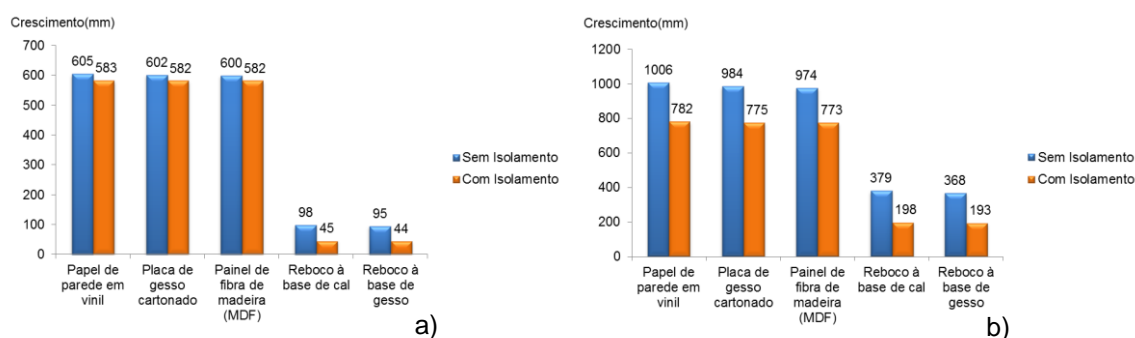 Crescimento(mm)
700
600
500
400
300
200
100
0
605
583
602
582
600
582
98
45
95
44
Papel de
parede em
vinil
Placa de
gesso
cartonado
Painel de
fibra de
madeira
(MDF)
Reboco à
base de cal
Reboco à
base de
gesso
Sem Isolamento
Com Isolamento
a)
Crescimento(mm)
1200
1000
800
600
400
200
0
1006
782
984
775
974
773
379
198
368
193
Papel de
parede em
vinil
Placa de
gesso
cartonado
Painel de
fibra de
madeira
(MDF)
Reboco à
base de cal
Reboco à
base de
gesso
Sem Isolamento
Com Isolamento
b)